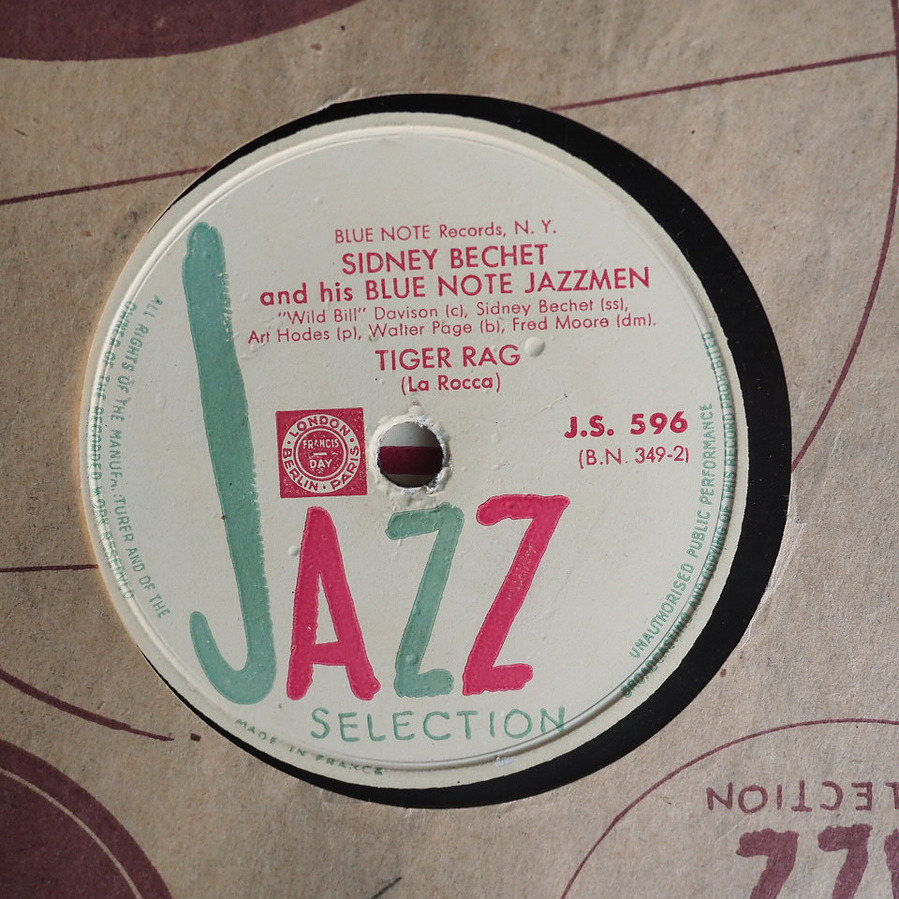 BLUE NOTE Records, N. Y.
SIDNEY BECHET
and his BLUE NOTE JAZZMEN
"Wild Bill" Davison (c), Sidney Bechet (ss),
Art Hodes (p), Walter Page (b), Fred Moore (dm).
TIGER RAG
(La Rocca)
J.S. 596
(B.N. 349-2)
LONDON
FRANCIS
DAY
BERLIN · PARIS
JAZZ
SELECTION
MADE IN FRANCE
ALL RIGHTS OF THE MANUFACTURER AND OF THE
OWNER OF THE RECORDED WORK RESERVED
UNAUTHORISED PUBLIC PERFORMANCE
BROADCASTING AND COPYING OF THIS RECORD PROHIBITED
LECTION
ZZ